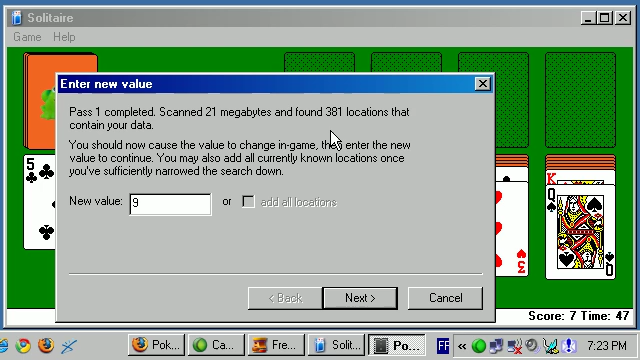 Solitaire
Game Help
Enter new value
Pass 1 completed. Scanned 21 megabytes and found 381 locations that
contain your data.
You should now cause the value to change in-game, then enter the new
value to continue. You may also add all currently known locations once
you've sufficiently narrowed the search down.
New value: 9 or add all locations
< Back Next > Cancel
5
K
Q
3
Score: 7 Time: 47
Pok... Ca... Fre... Solit... Po... FF « 7:23 PM